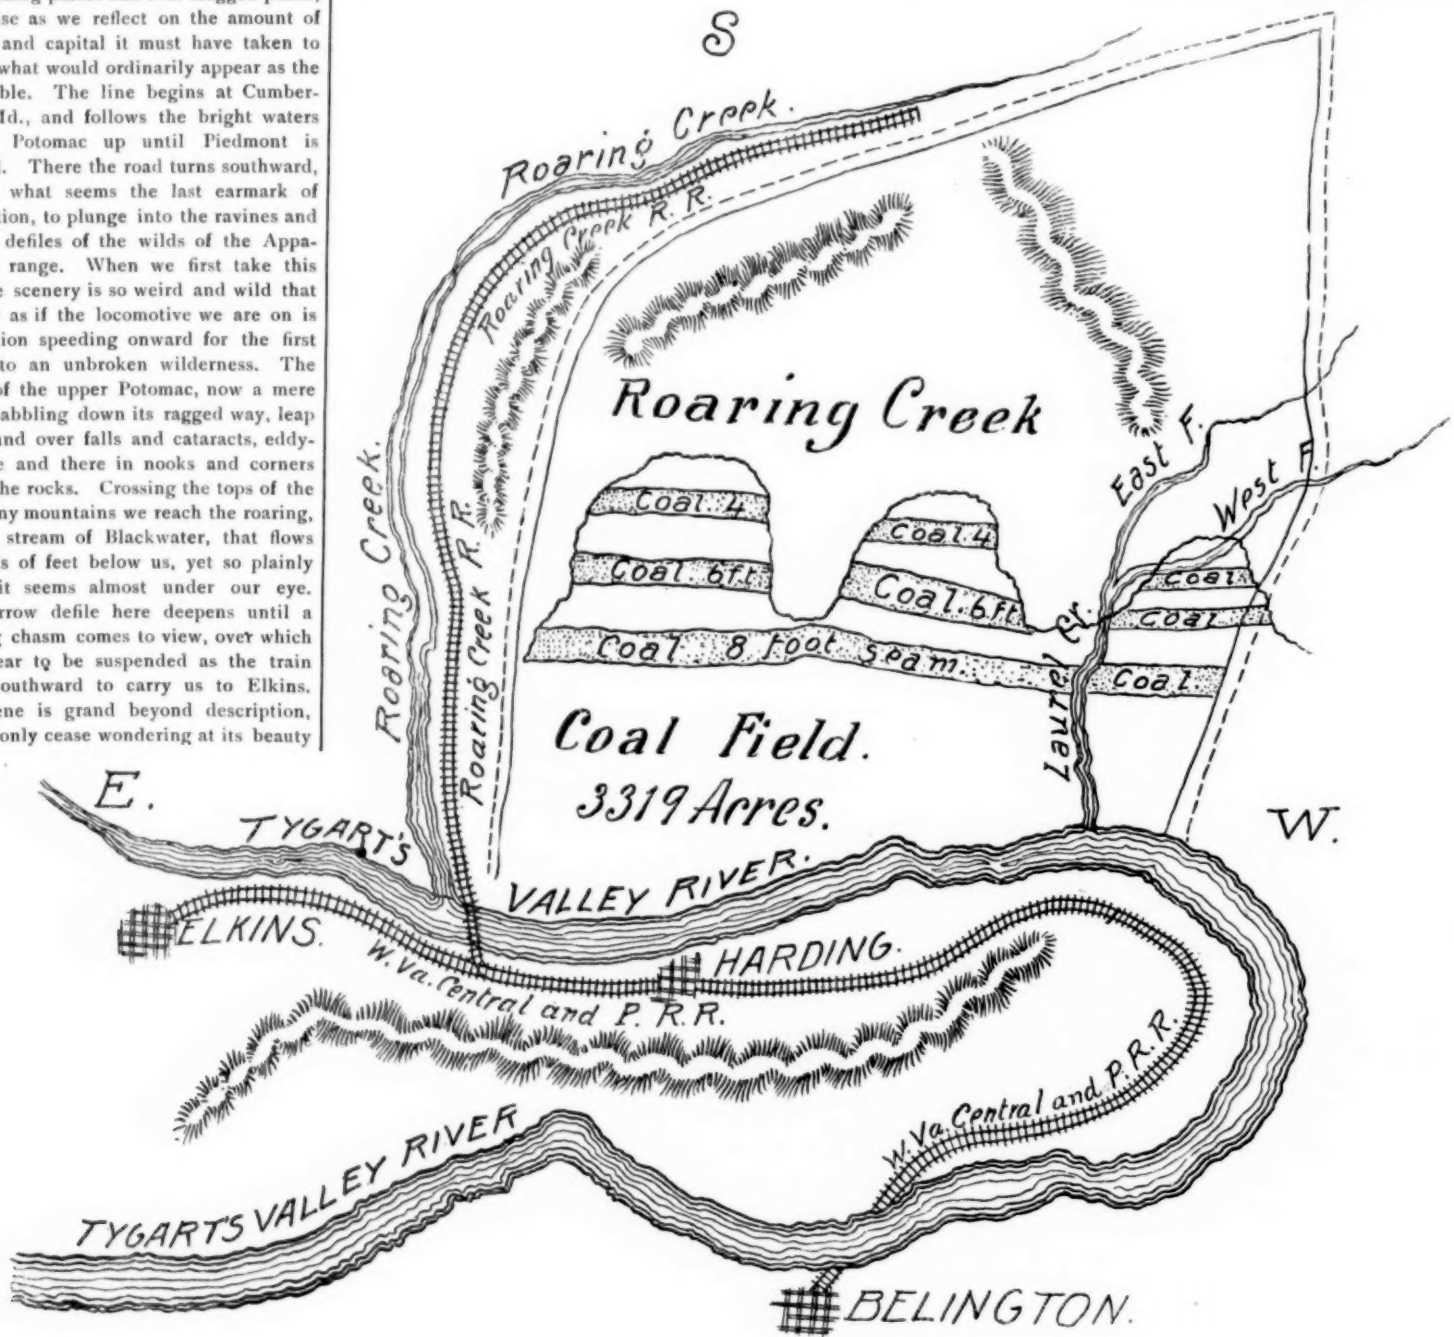 se as we reflect on the amount of
and capital it must have taken to
what would ordinarily appear as the
ble. The line begins at Cumber-
Id., and follows the bright waters
Potomac up until Piedmont is
l. There the road turns southward,
what seems the last earmark of
tion, to plunge into the ravines and
defiles of the wilds of the Appa-
range. When we first take this
e scenery is so weird and wild that
as if the locomotive we are on is
tion speeding onward for the first
to an unbroken wilderness. The
of the upper Potomac, now a mere
abbling down its ragged way, leap
and over falls and cataracts, eddy-
e and there in nooks and corners
the rocks. Crossing the tops of the
ny mountains we reach the roaring,
stream of Blackwater, that flows
s of feet below us, yet so plainly
it seems almost under our eye.
rrow defile here deepens until a
g chasm comes to view, over which
ear to be suspended as the train
outhward to carry us to Elkins.
ene is grand beyond description,
only cease wondering at its beauty
S
Roaring Creek.
Roaring Creek R. R.
Roaring Creek
East F.
West F.
Coal. 4
Coal 4
Coal. 6 ft
Coal. 6 ft
Coal
Coal
Coal 8 foot seam.
Coal.
Laurel Cr.
Roaring Creek.
Roaring Creek R. R.
Coal Field.
3319 Acres.
E.
W.
TYGART'S
VALLEY RIVER.
ELKINS.
HARDING.
W. Va. Central and P. R. R.
W. Va. Central and P. R. R.
TYGART'S VALLEY RIVER
BELINGTON.